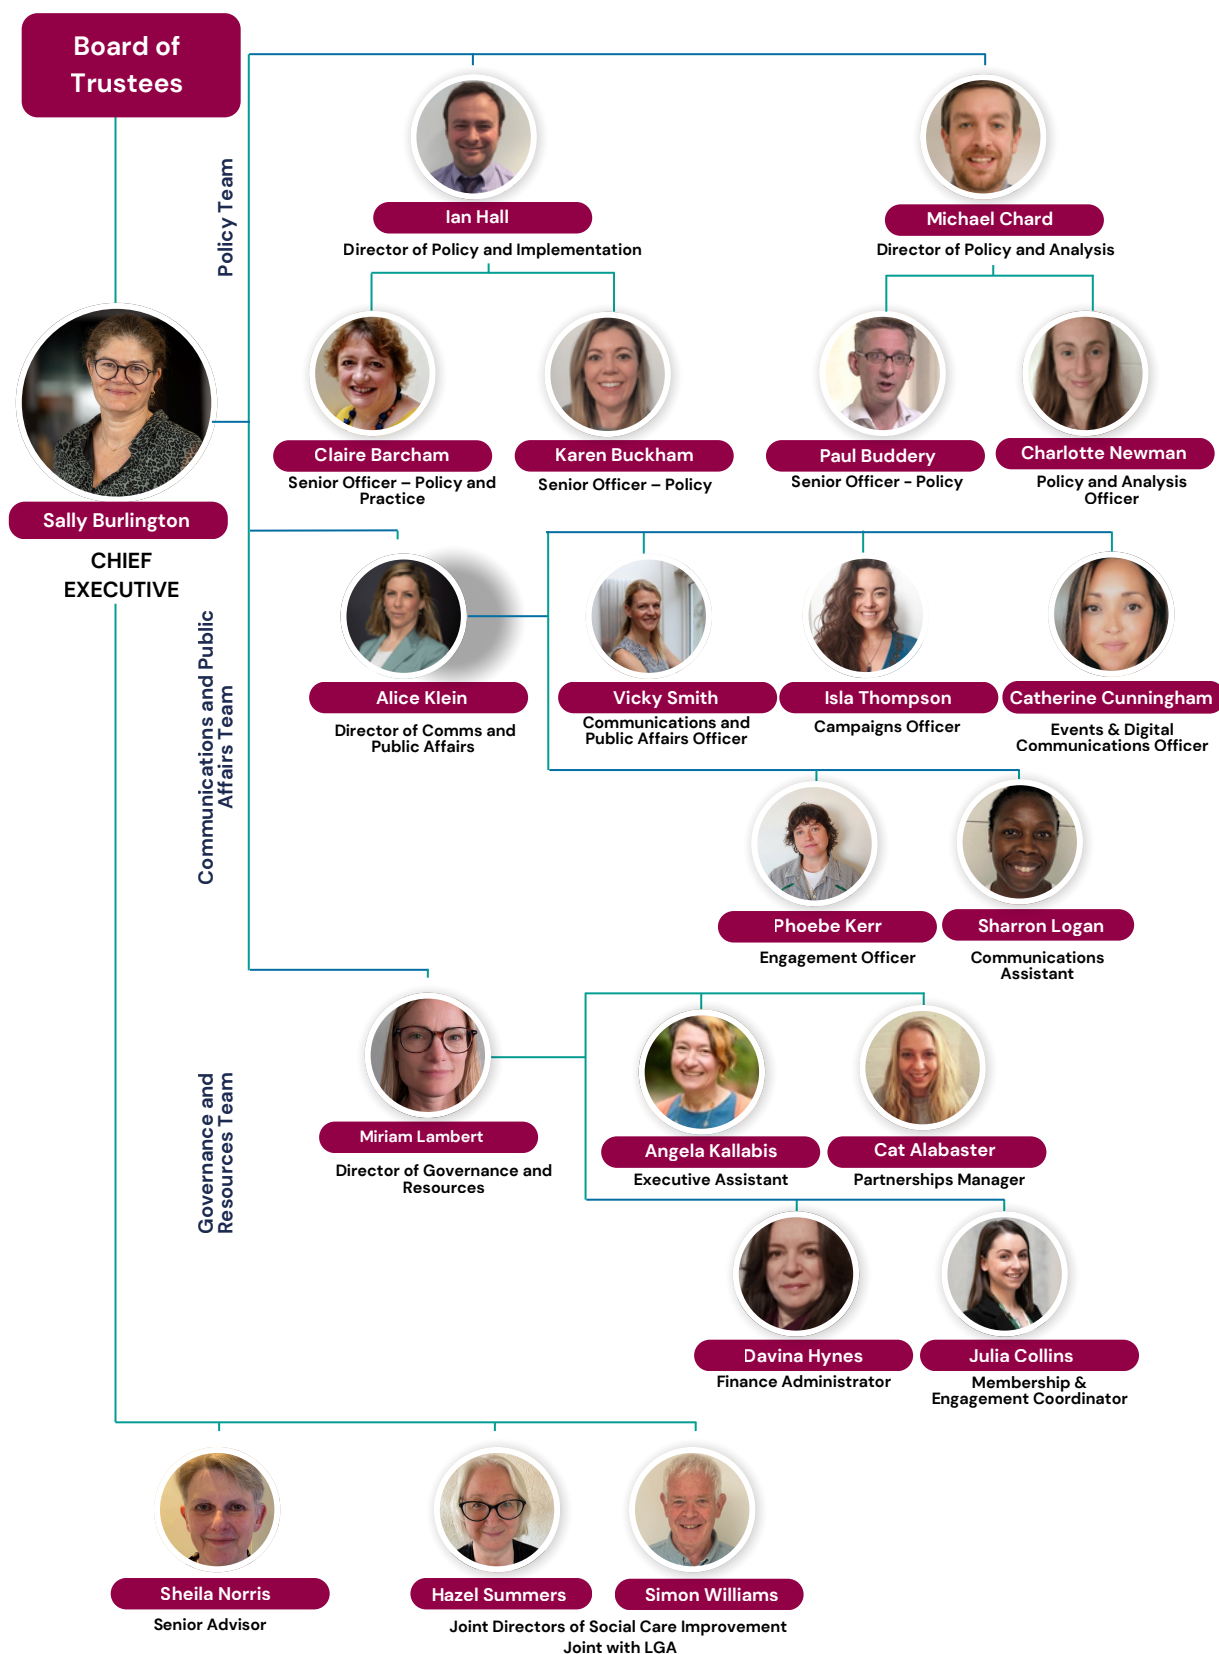 Board of
Trustees
Policy Team
Ian Hall
Director of Policy and Implementation
Michael Chard
Director of Policy and Analysis
Claire Barcham
Senior Officer – Policy and
Practice
Karen Buckham
Senior Officer – Policy
Paul Buddery
Senior Officer - Policy
Charlotte Newman
Policy and Analysis
Officer
Sally Burlington
CHIEF
EXECUTIVE
Communications and Public
Affairs Team
Alice Klein
Director of Comms and
Public Affairs
Vicky Smith
Communications and
Public Affairs Officer
Isla Thompson
Campaigns Officer
Catherine Cunningham
Events & Digital
Communications Officer
Phoebe Kerr
Engagement Officer
Sharron Logan
Communications
Assistant
Governance and
Resources Team
Miriam Lambert
Director of Governance and
Resources
Angela Kallabis
Executive Assistant
Cat Alabaster
Partnerships Manager
Davina Hynes
Finance Administrator
Julia Collins
Membership &
Engagement Coordinator
Sheila Norris
Senior Advisor
Hazel Summers
Simon Williams
Joint Directors of Social Care Improvement
Joint with LGA